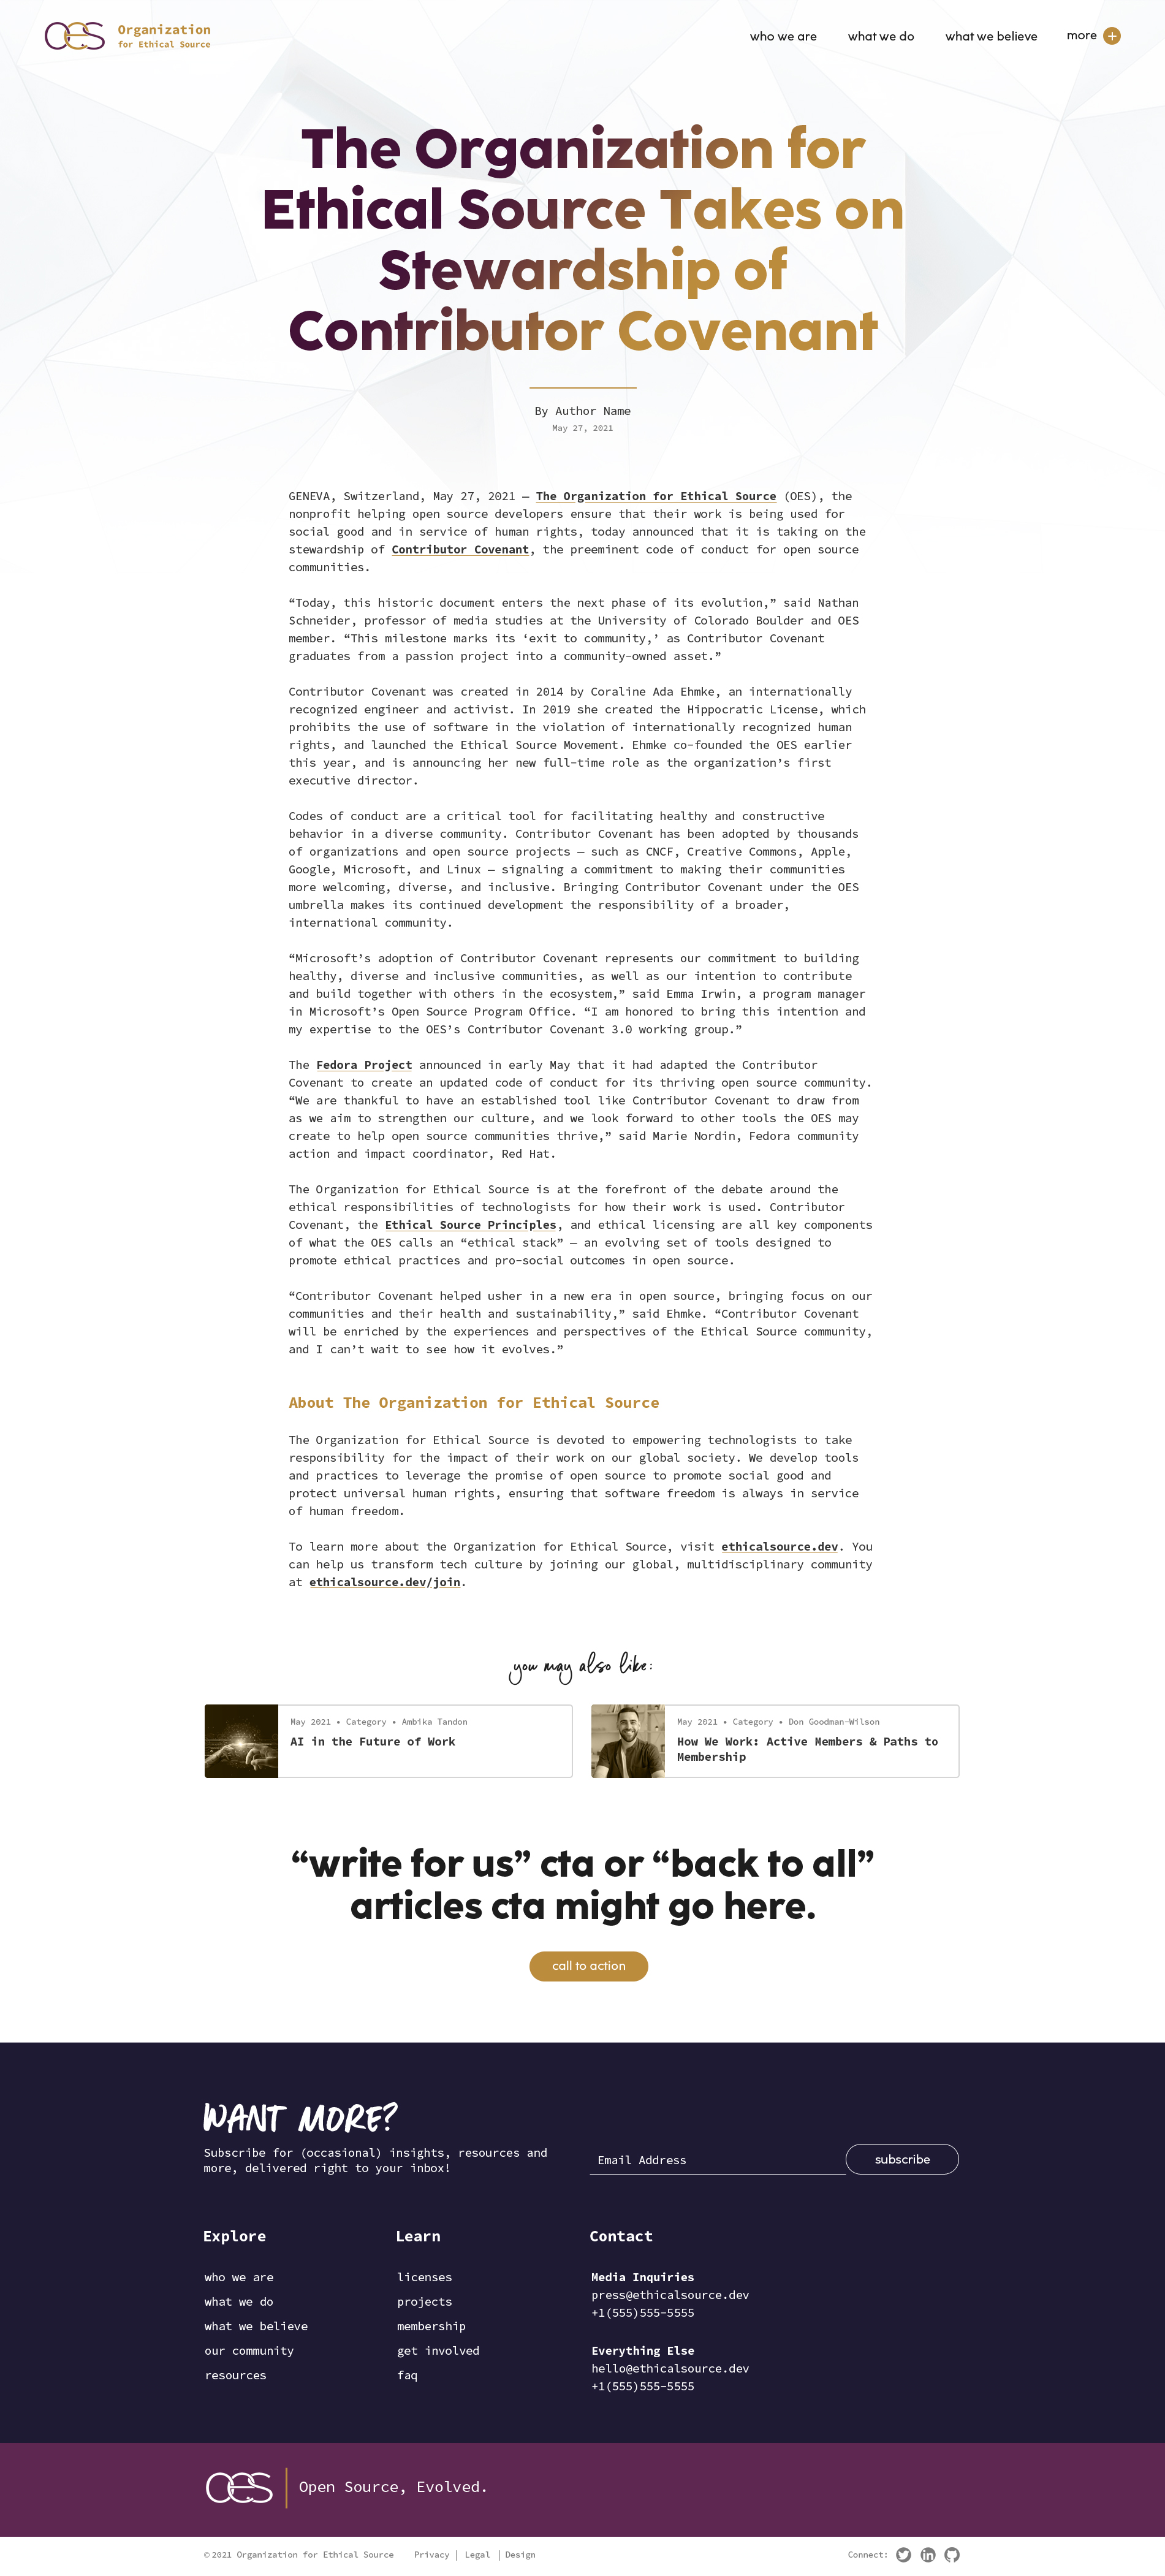 OES
Organization
for Ethical Source
who we are
what we do
what we believe
more
The Organization for
Ethical Source Takes on
Stewardship of
Contributor Covenant
By Author Name
May 27, 2021
GENEVA, Switzerland, May 27, 2021 — The Organization for Ethical Source (OES), the
nonprofit helping open source developers ensure that their work is being used for
social good and in service of human rights, today announced that it is taking on the
stewardship of Contributor Covenant, the preeminent code of conduct for open source
communities.
“Today, this historic document enters the next phase of its evolution,” said Nathan
Schneider, professor of media studies at the University of Colorado Boulder and OES
member. “This milestone marks its ‘exit to community,’ as Contributor Covenant
graduates from a passion project into a community-owned asset.”
Contributor Covenant was created in 2014 by Coraline Ada Ehmke, an internationally
recognized engineer and activist. In 2019 she created the Hippocratic License, which
prohibits the use of software in the violation of internationally recognized human
rights, and launched the Ethical Source Movement. Ehmke co-founded the OES earlier
this year, and is announcing her new full-time role as the organization’s first
executive director.
Codes of conduct are a critical tool for facilitating healthy and constructive
behavior in a diverse community. Contributor Covenant has been adopted by thousands
of organizations and open source projects — such as CNCF, Creative Commons, Apple,
Google, Microsoft, and Linux — signaling a commitment to making their communities
more welcoming, diverse, and inclusive. Bringing Contributor Covenant under the OES
umbrella makes its continued development the responsibility of a broader,
international community.
“Microsoft’s adoption of Contributor Covenant represents our commitment to building
healthy, diverse and inclusive communities, as well as our intention to contribute
and build together with others in the ecosystem,” said Emma Irwin, a program manager
in Microsoft’s Open Source Program Office. “I am honored to bring this intention and
my expertise to the OES’s Contributor Covenant 3.0 working group.”
The Fedora Project announced in early May that it had adapted the Contributor
Covenant to create an updated code of conduct for its thriving open source community.
“We are thankful to have an established tool like Contributor Covenant to draw from
as we aim to strengthen our culture, and we look forward to other tools the OES may
create to help open source communities thrive,” said Marie Nordin, Fedora community
action and impact coordinator, Red Hat.
The Organization for Ethical Source is at the forefront of the debate around the
ethical responsibilities of technologists for how their work is used. Contributor
Covenant, the Ethical Source Principles, and ethical licensing are all key components
of what the OES calls an “ethical stack” — an evolving set of tools designed to
promote ethical practices and pro-social outcomes in open source.
“Contributor Covenant helped usher in a new era in open source, bringing focus on our
communities and their health and sustainability,” said Ehmke. “Contributor Covenant
will be enriched by the experiences and perspectives of the Ethical Source community,
and I can’t wait to see how it evolves.”
About The Organization for Ethical Source
The Organization for Ethical Source is devoted to empowering technologists to take
responsibility for the impact of their work on our global society. We develop tools
and practices to leverage the promise of open source to promote social good and
protect universal human rights, ensuring that software freedom is always in service
of human freedom.
To learn more about the Organization for Ethical Source, visit ethicalsource.dev. You
can help us transform tech culture by joining our global, multidisciplinary community
at ethicalsource.dev/join.
you may also like:
May 2021 • Category • Ambika Tandon
AI in the Future of Work
May 2021 • Category • Don Goodman-Wilson
How We Work: Active Members & Paths to
Membership
“write for us” cta or “back to all”
articles cta might go here.
call to action
WANT MORE?
Subscribe for (occasional) insights, resources and
more, delivered right to your inbox!
Email Address
subscribe
Explore
who we are
what we do
what we believe
our community
resources
Learn
licenses
projects
membership
get involved
faq
Contact
Media Inquiries
press@ethicalsource.dev
+1(555)555-5555
Everything Else
hello@ethicalsource.dev
+1(555)555-5555
OES
Open Source, Evolved.
© 2021 Organization for Ethical Source
Privacy | Legal | Design
Connect: